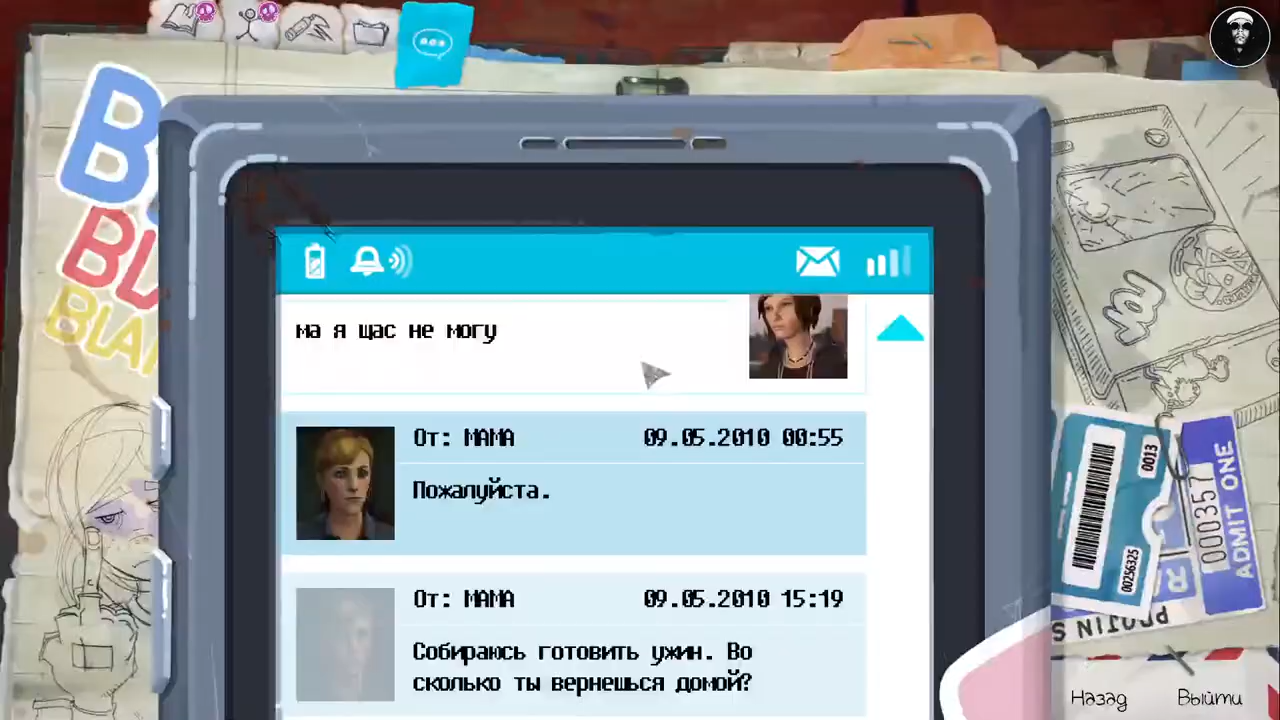 ма я щас не могу
От: МАМА 09.05.2010 00:55
Пожалуйста.
От: МАМА 09.05.2010 15:19
Собираюсь готовить ужин. Во
сколько ты вернешься домой?
0013
00256325
000357
ADMIT ONE
Назад Выйти